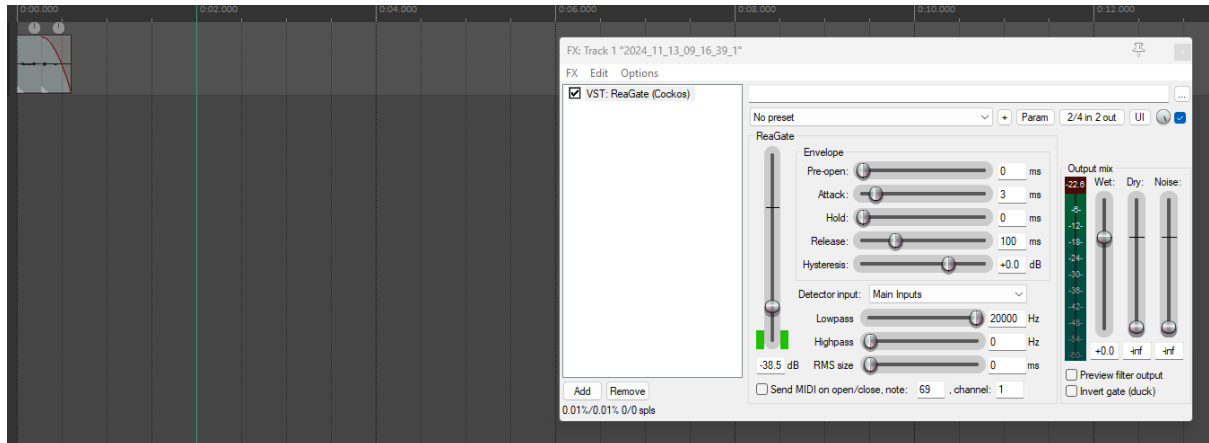 0:00.000 0:02.000 0:04.000 0:06.000 0:08.000 0:10.000 0:12.000
FX: Track 1 "2024_11_13_09_16_39_1"
FX Edit Options
VST: ReaGate (Cockos)
...
No preset + Param 2/4 in 2 out UI
ReaGate
Envelope
Pre-open: 0 ms
Attack: 3 ms
Hold: 0 ms
Release: 100 ms
Hysteresis: +0.0 dB
Detector input: Main Inputs
Lowpass 20000 Hz
Highpass 0 Hz
-38.5 dB RMS size 0 ms
Send MIDI on open/close, note: 69 , channel: 1
Output mix
-22.6 Wet: Dry: Noise:
-6-
-12-
-18-
-24-
-30-
-36-
-42-
-48-
-54-
-60- +0.0 -inf -inf
Preview filter output
Invert gate (duck)
Add Remove
0.01%/0.01% 0/0 spls